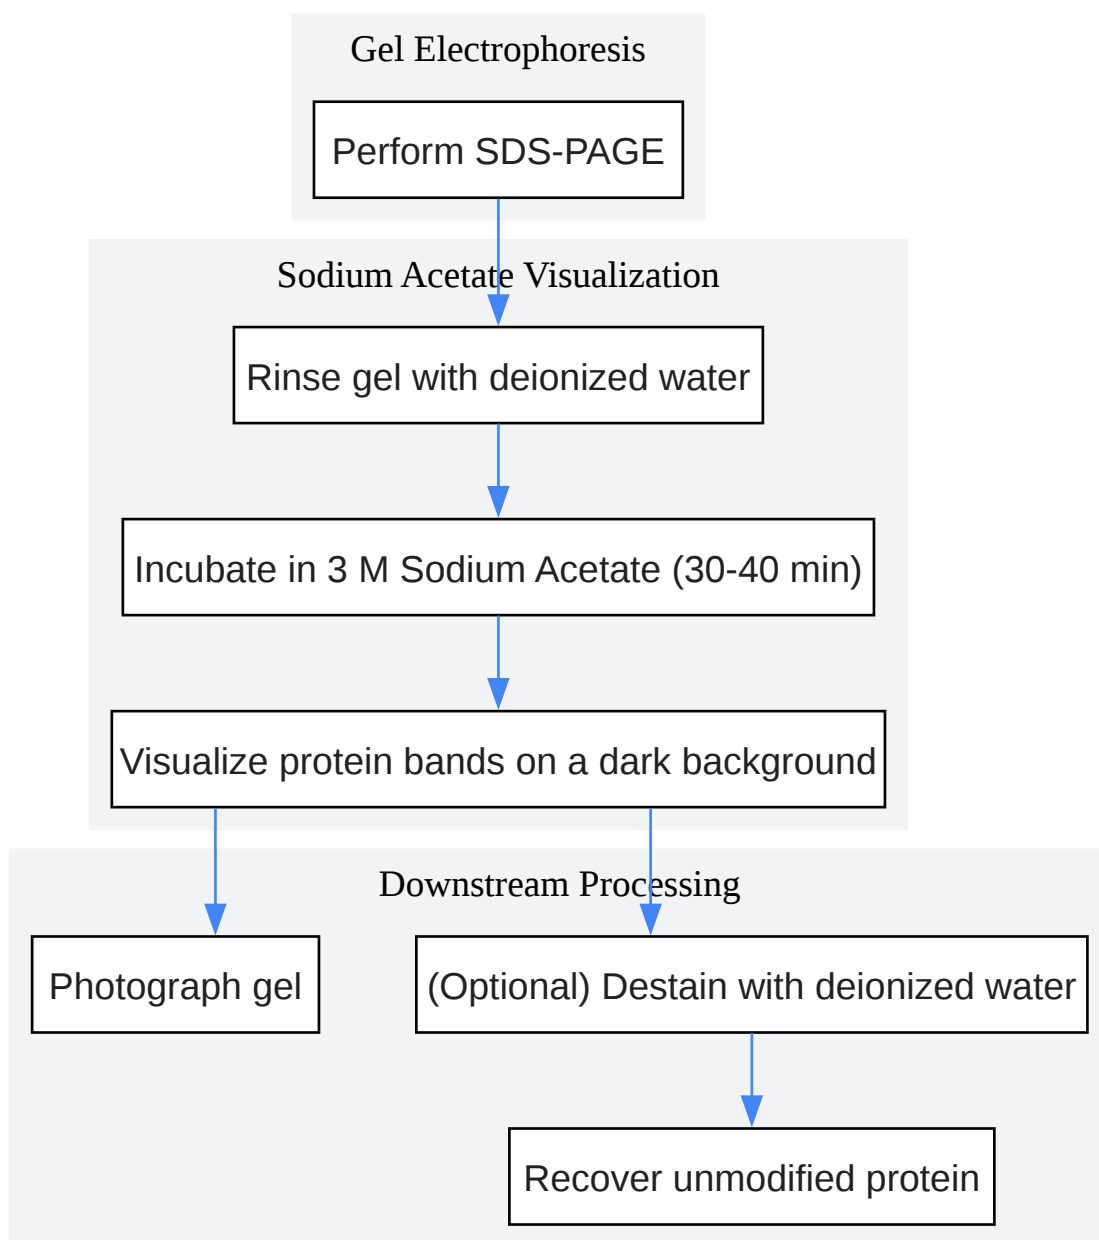 Gel Electrophoresis
Perform SDS-PAGE
Sodium Acetate Visualization
Rinse gel with deionized water
Incubate in 3 M Sodium Acetate (30-40 min)
Visualize protein bands on a dark background
Downstream Processing
Photograph gel
(Optional) Destain with deionized water
Recover unmodified protein